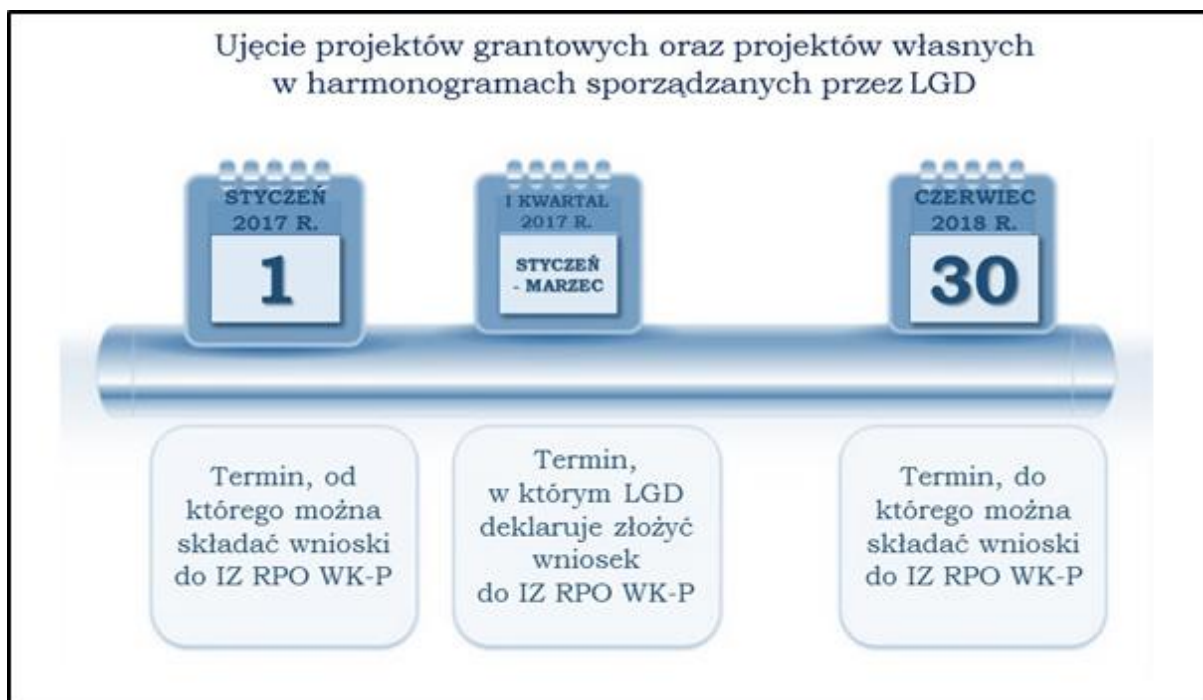 Ujęcie projektów grantowych oraz projektów własnych
w harmonogramach sporządzanych przez LGD
STYCZEŃ
2017 R.
1
I KWARTAŁ
2017 R.
STYCZEŃ
- MARZEC
CZERWIEC
2018 R.
30
Termin, od
którego można
składać wnioski
do IZ RPO WK-P
Termin,
w którym LGD
deklaruje złożyć
wniosek
do IZ RPO WK-P
Termin, do
którego można
składać wnioski
do IZ RPO WK-P